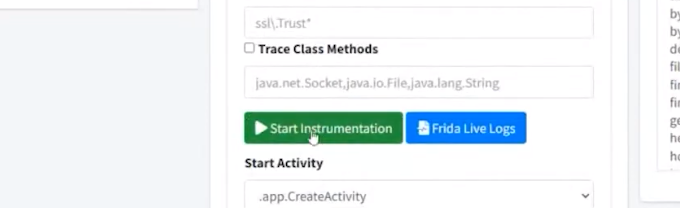 ssl\.Trust*
Trace Class Methods
java.net.Socket,java.io.File,java.lang.String
Start Instrumentation
Frida Live Logs
Start Activity
.app.CreateActivity